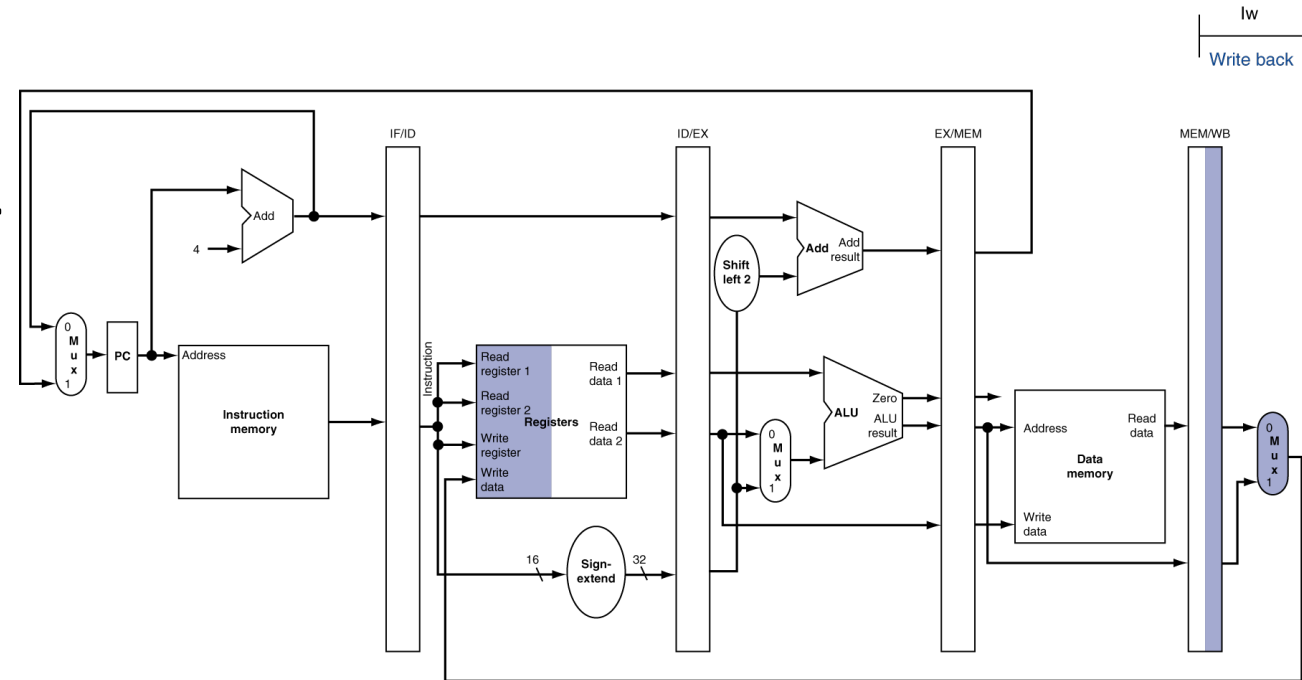 lw
Write back
IF/ID
ID/EX
EX/MEM
MEM/WB
Add
4
Add
Add
result
Shift
left 2
0
M
u
x
1
PC
Address
Instruction
memory
Instruction
Read
register 1
Read
register 2
Registers
Write
register
Write
data
Read
data 1
Read
data 2
0
M
u
x
1
ALU
Zero
ALU
result
Address
Read
data
Data
memory
Write
data
0
M
u
x
1
16
Sign-
extend
32